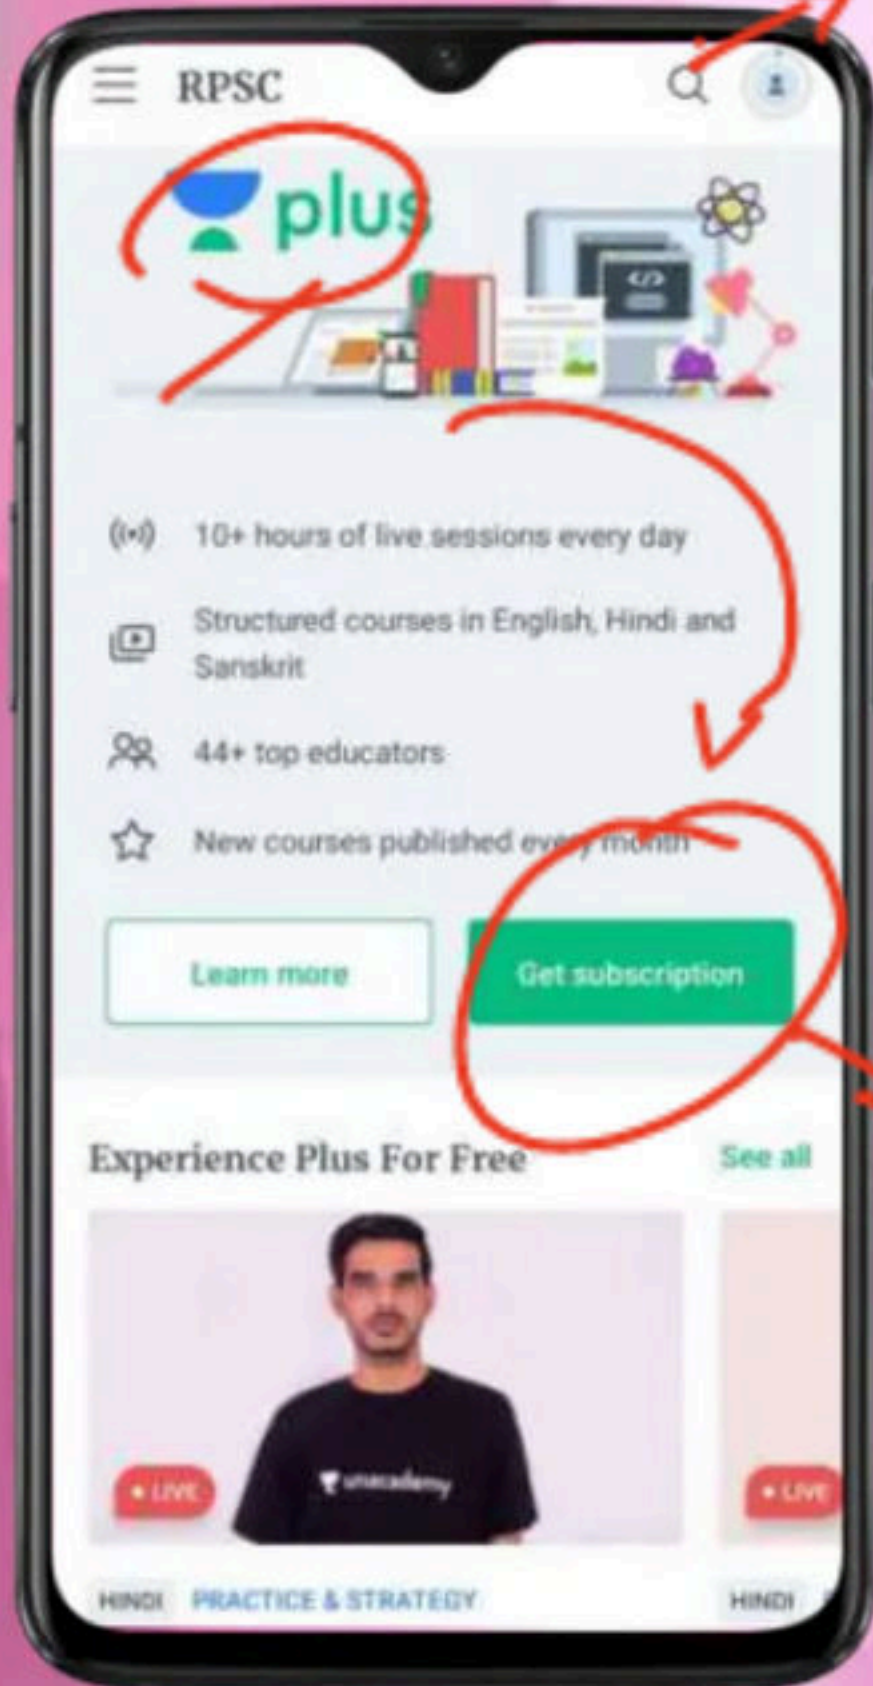 RPSC
plus
10+ hours of live sessions every day
Structured courses in English, Hindi and
Sanskrit
44+ top educators
New courses published every month
Learn more
Get subscription
Experience Plus For Free
See all
LIVE
unacademy
LIVE
HINDI PRACTICE & STRATEGY
HINDI